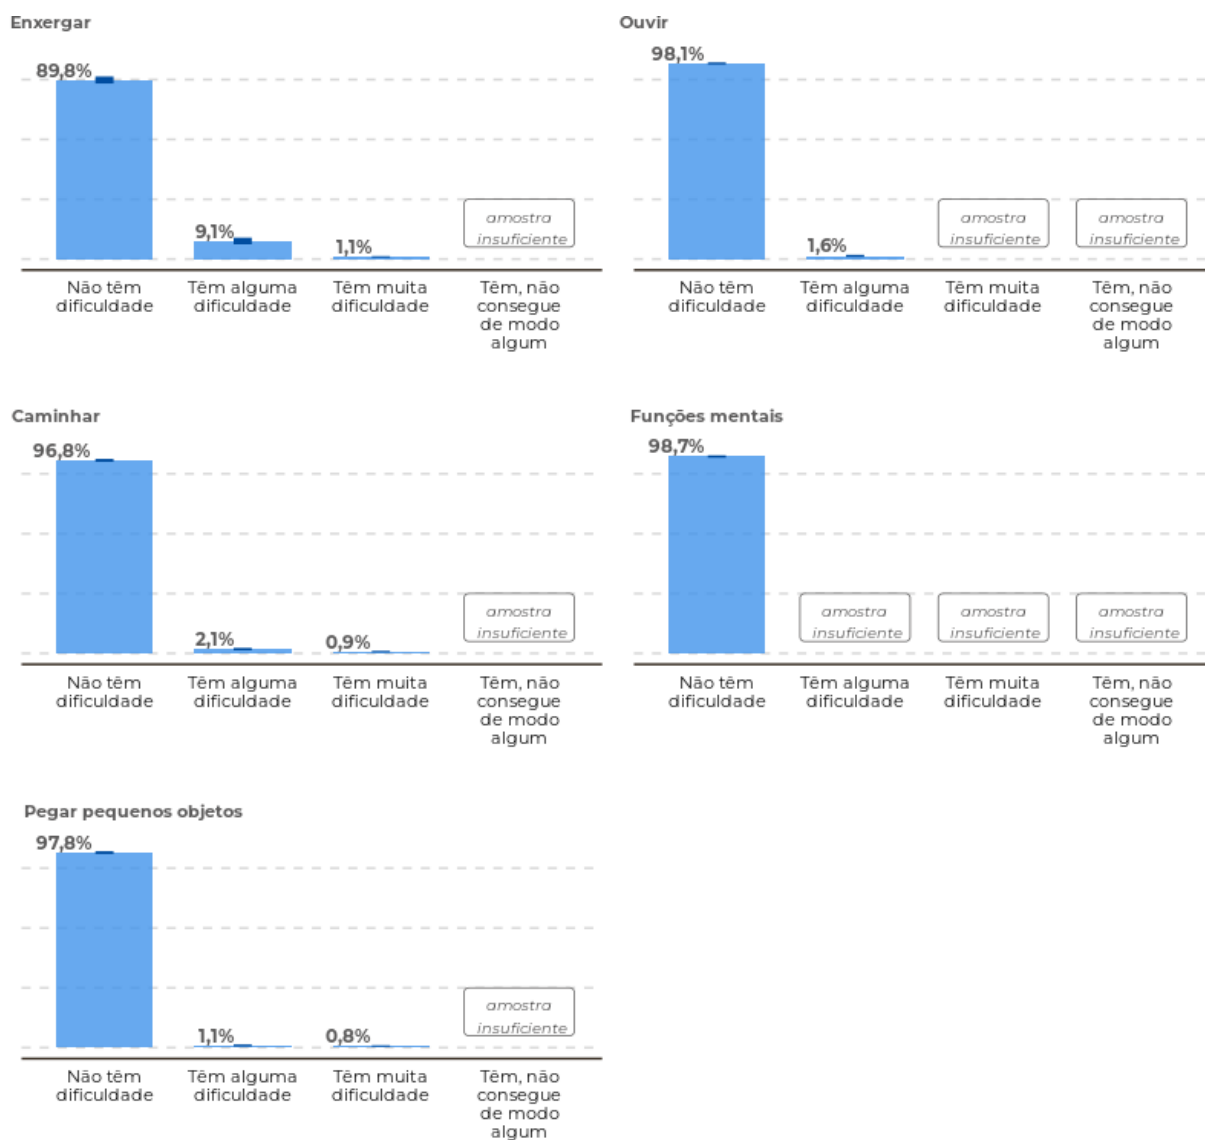 Enxergar
89,8%
9,1%
1,1%
amostra
insuficiente
Não têm
dificuldade
Têm alguma
dificuldade
Têm muita
dificuldade
Têm, não
consegue
de modo
algum
Ouvir
98,1%
1,6%
amostra
insuficiente
amostra
insuficiente
Não têm
dificuldade
Têm alguma
dificuldade
Têm muita
dificuldade
Têm, não
consegue
de modo
algum
Caminhar
96,8%
2,1%
0,9%
amostra
insuficiente
Não têm
dificuldade
Têm alguma
dificuldade
Têm muita
dificuldade
Têm, não
consegue
de modo
algum
Funções mentais
98,7%
amostra
insuficiente
amostra
insuficiente
amostra
insuficiente
Não têm
dificuldade
Têm alguma
dificuldade
Têm muita
dificuldade
Têm, não
consegue
de modo
algum
Pegar pequenos objetos
97,8%
1,1%
0,8%
amostra
insuficiente
Não têm
dificuldade
Têm alguma
dificuldade
Têm muita
dificuldade
Têm, não
consegue
de modo
algum